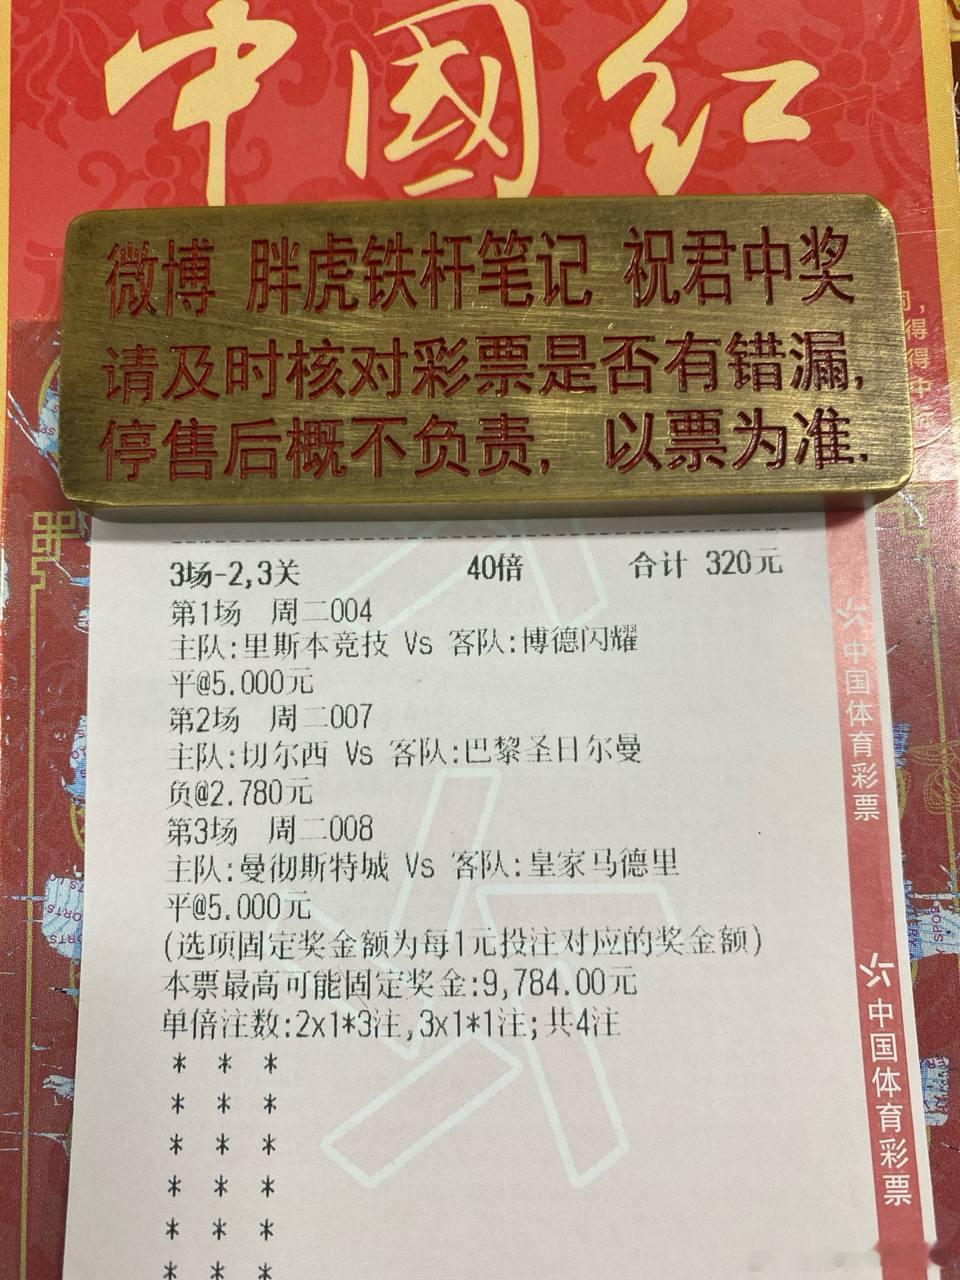 中国红
微博 胖虎铁杆笔记 祝君中奖
请及时核对彩票是否有错漏,
停售后概不负责, 以票为准.
3场-2,3关 40倍 合计 320元
第1场 周二004
主队:里斯本竞技 Vs 客队:博德闪耀
平@5.000元
第2场 周二007
主队:切尔西 Vs 客队:巴黎圣日尔曼
负@2.780元
第3场 周二008
主队:曼彻斯特城 Vs 客队:皇家马德里
平@5.000元
(选项固定奖金额为每1元投注对应的奖金额)
本票最高可能固定奖金:9,784.00元
单倍注数:2x1*3注,3x1*1注;共4注
* * *
* * *
* * *
* * *
* * *
* * *
中国体育彩票
中国体育彩票